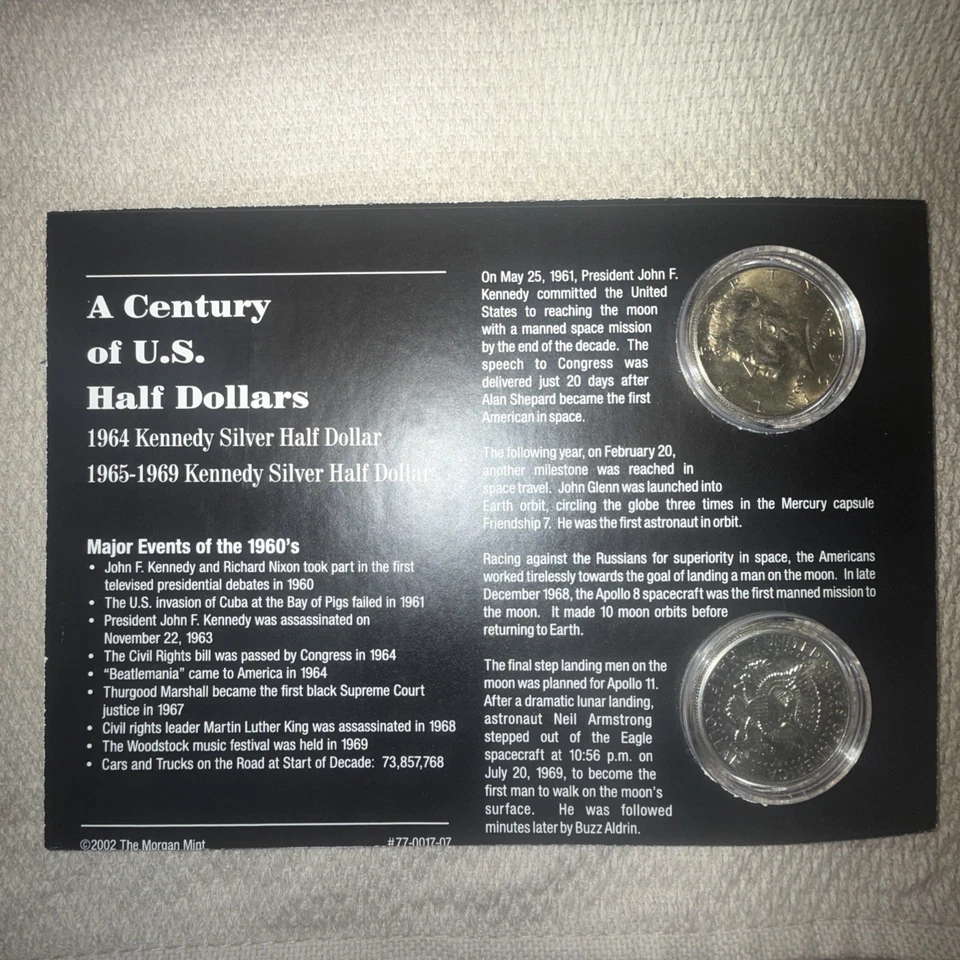 A Century
of U.S.
Half Dollars
1964 Kennedy Silver Half Dollar
1965-1969 Kennedy Silver Half Dollar
Major Events of the 1960's
• John F. Kennedy and Richard Nixon took part in the first
televised presidential debates in 1960
• The U.S. invasion of Cuba at the Bay of Pigs failed in 1961
• President John F. Kennedy was assassinated on
November 22, 1963
• The Civil Rights bill was passed by Congress in 1964
• "Beatlemania" came to America in 1964
• Thurgood Marshall became the first black Supreme Court
justice in 1967
• Civil rights leader Martin Luther King was assassinated in 1968
• The Woodstock music festival was held in 1969
• Cars and Trucks on the Road at Start of Decade: 73,857,768
©2002 The Morgan Mint #77-0017-07
On May 25, 1961, President John F.
Kennedy committed the United
States to reaching the moon
with a manned space mission
by the end of the decade. The
speech to Congress was
delivered just 20 days after
Alan Shepard became the first
American in space.
The following year, on February 20,
another milestone was reached in
space travel. John Glenn was launched into
Earth orbit, circling the globe three times in the Mercury capsule
Friendship 7. He was the first astronaut in orbit.
Racing against the Russians for superiority in space, the Americans
worked tirelessly towards the goal of landing a man on the moon. In late
December 1968, the Apollo 8 spacecraft was the first manned mission to
the moon. It made 10 moon orbits before
returning to Earth.
The final step landing men on the
moon was planned for Apollo 11.
After a dramatic lunar landing,
astronaut Neil Armstrong
stepped out of the Eagle
spacecraft at 10:56 p.m. on
July 20, 1969, to become the
first man to walk on the moon's
surface. He was followed
minutes later by Buzz Aldrin.